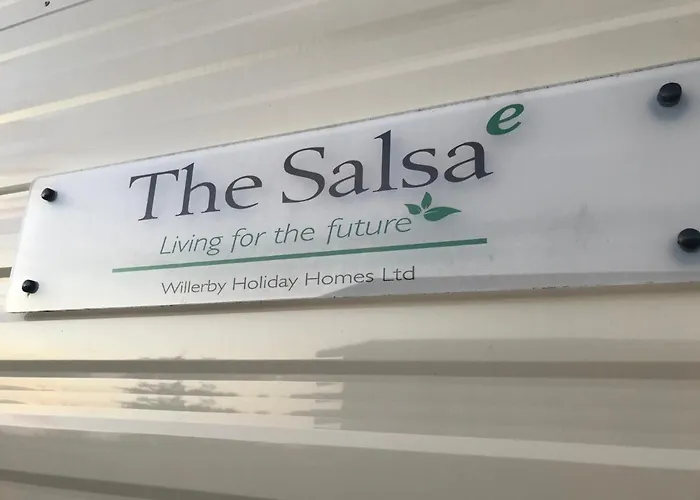 The Salsa e
Living for the future
Willerby Holiday Homes Ltd